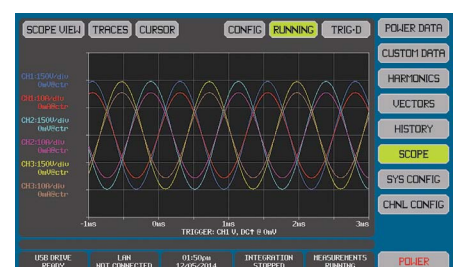 SCOPE VIEW TRACES CURSOR CONFIG RUNNING TRIG-D POWER DATA
CUSTOM DATA
HARMONICS
VECTORS
HISTORY
SCOPE
SYS CONFIG
CHNL CONFIG
CH1:150V/div
0mV@ctr
CH1:100A/div
0mA@ctr
CH2:150V/div
0mV@ctr
CH2:100A/div
0mA@ctr
CH3:150V/div
0mV@ctr
CH3:100A/div
0mA@ctr
-1ms 0ms 1ms 2ms 3ms
TRIGGER: CH1 V, DC↑ @ 0mV
USB DRIVE LAN 01:50pm INTEGRATION MEASUREMENTS POWER
READY NOT CONNECTED 12/05/2014 STOPPED RUNNING